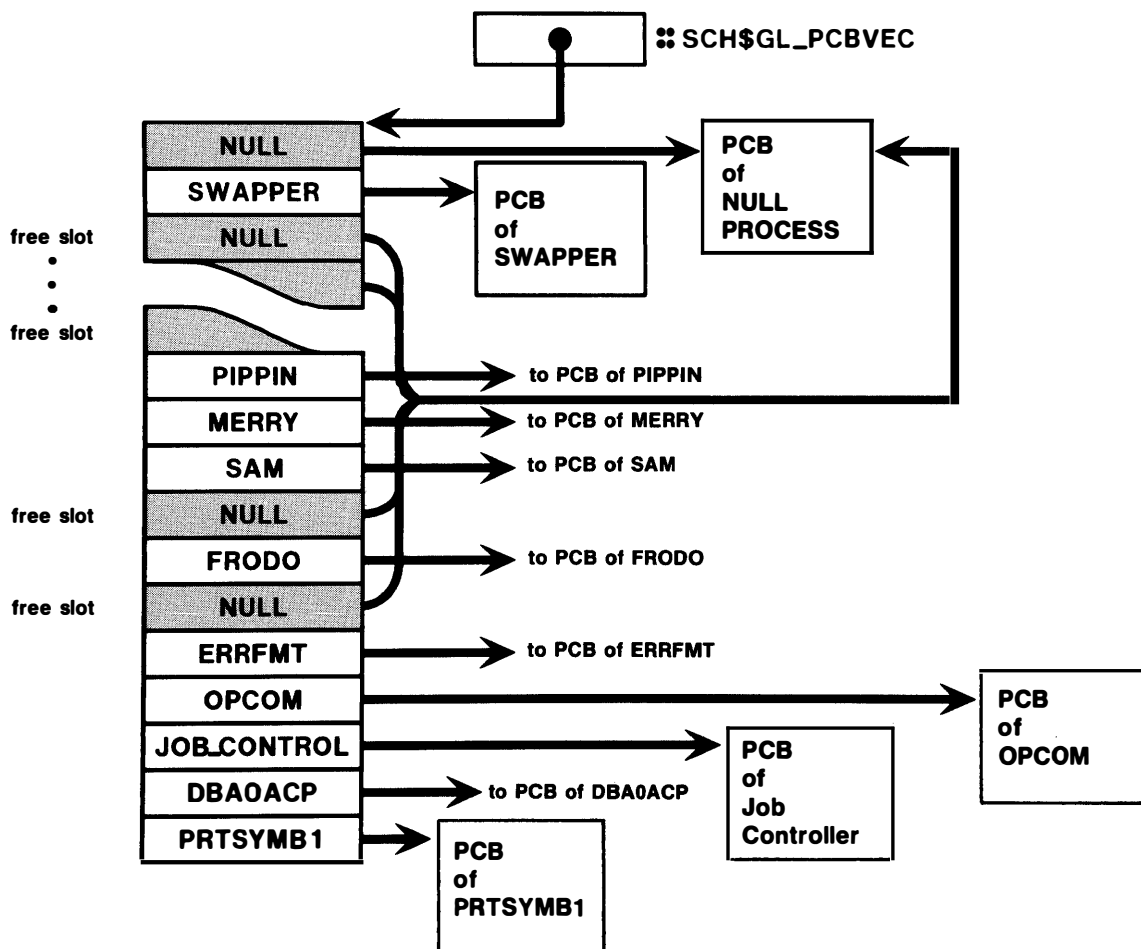 :: SCH$GL_PCBVEC
NULL
PCB
of
NULL
PROCESS
SWAPPER
PCB
of
SWAPPER
free slot
NULL
free slot
PIPPIN
to PCB of PIPPIN
MERRY
to PCB of MERRY
SAM
to PCB of SAM
free slot
NULL
FRODO
to PCB of FRODO
free slot
NULL
ERRFMT
to PCB of ERRFMT
OPCOM
PCB
of
OPCOM
JOB_CONTROL
PCB
of
Job
Controller
DBA0ACP
to PCB of DBA0ACP
PRTSYMB1
PCB
of
PRTSYMB1